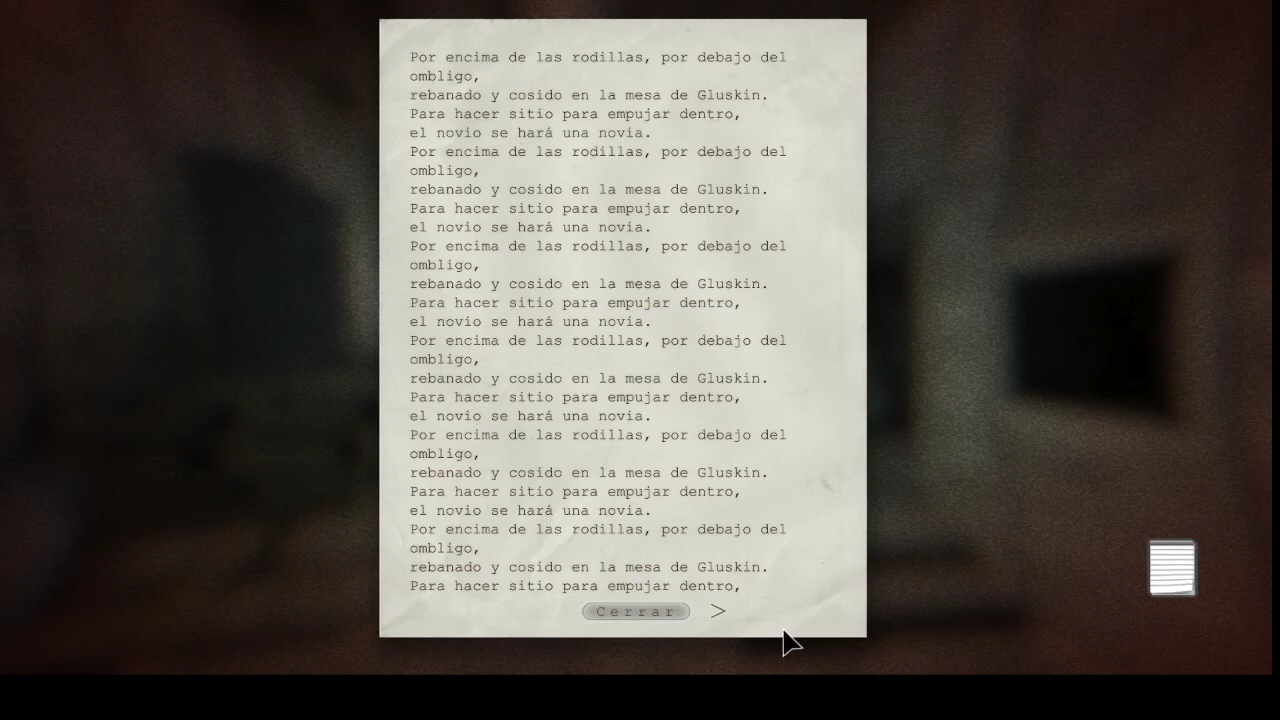 Por encima de las rodillas, por debajo del
ombligo,
rebanado y cosido en la mesa de Gluskin.
Para hacer sitio para empujar dentro,
el novio se hará una novia.
Por encima de las rodillas, por debajo del
ombligo,
rebanado y cosido en la mesa de Gluskin.
Para hacer sitio para empujar dentro,
el novio se hará una novia.
Por encima de las rodillas, por debajo del
ombligo,
rebanado y cosido en la mesa de Gluskin.
Para hacer sitio para empujar dentro,
el novio se hará una novia.
Por encima de las rodillas, por debajo del
ombligo,
rebanado y cosido en la mesa de Gluskin.
Para hacer sitio para empujar dentro,
el novio se hará una novia.
Por encima de las rodillas, por debajo del
ombligo,
rebanado y cosido en la mesa de Gluskin.
Para hacer sitio para empujar dentro,
el novio se hará una novia.
Por encima de las rodillas, por debajo del
ombligo,
rebanado y cosido en la mesa de Gluskin.
Para hacer sitio para empujar dentro,
Cerrar >